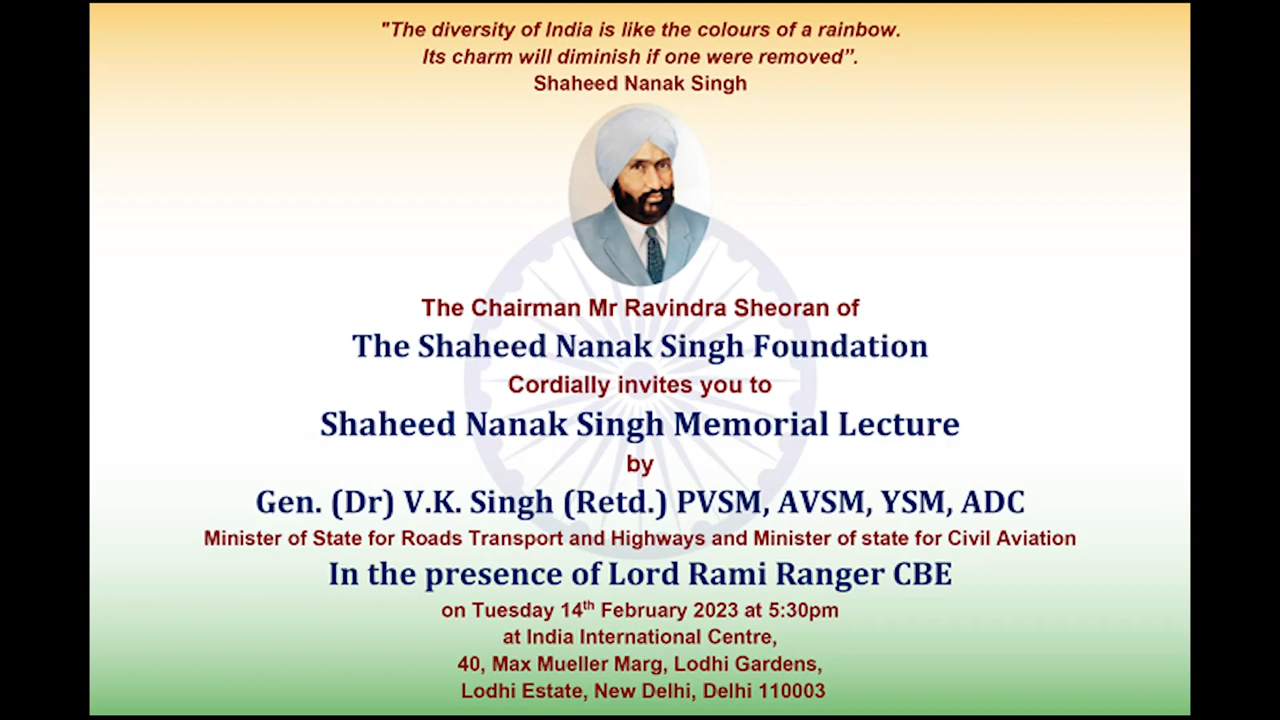 "The diversity of India is like the colours of a rainbow.
Its charm will diminish if one were removed”.
Shaheed Nanak Singh
The Chairman Mr Ravindra Sheoran of
The Shaheed Nanak Singh Foundation
Cordially invites you to
Shaheed Nanak Singh Memorial Lecture
by
Gen. (Dr) V.K. Singh (Retd.) PVSM, AVSM, YSM, ADC
Minister of State for Roads Transport and Highways and Minister of state for Civil Aviation
In the presence of Lord Rami Ranger CBE
on Tuesday 14th February 2023 at 5:30pm
at India International Centre,
40, Max Mueller Marg, Lodhi Gardens,
Lodhi Estate, New Delhi, Delhi 110003